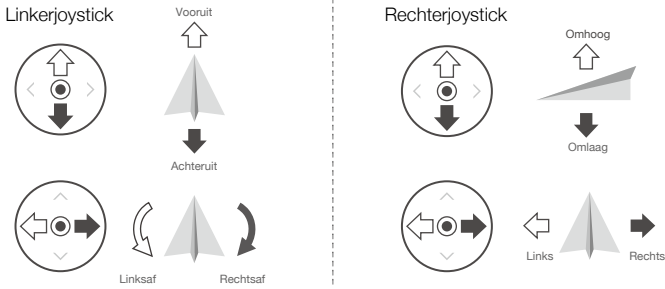 Linkerjoystick
Vooruit
Achteruit
Linksaf
Rechtsaf
Rechterjoystick
Omhoog
Omlaag
Links
Rechts